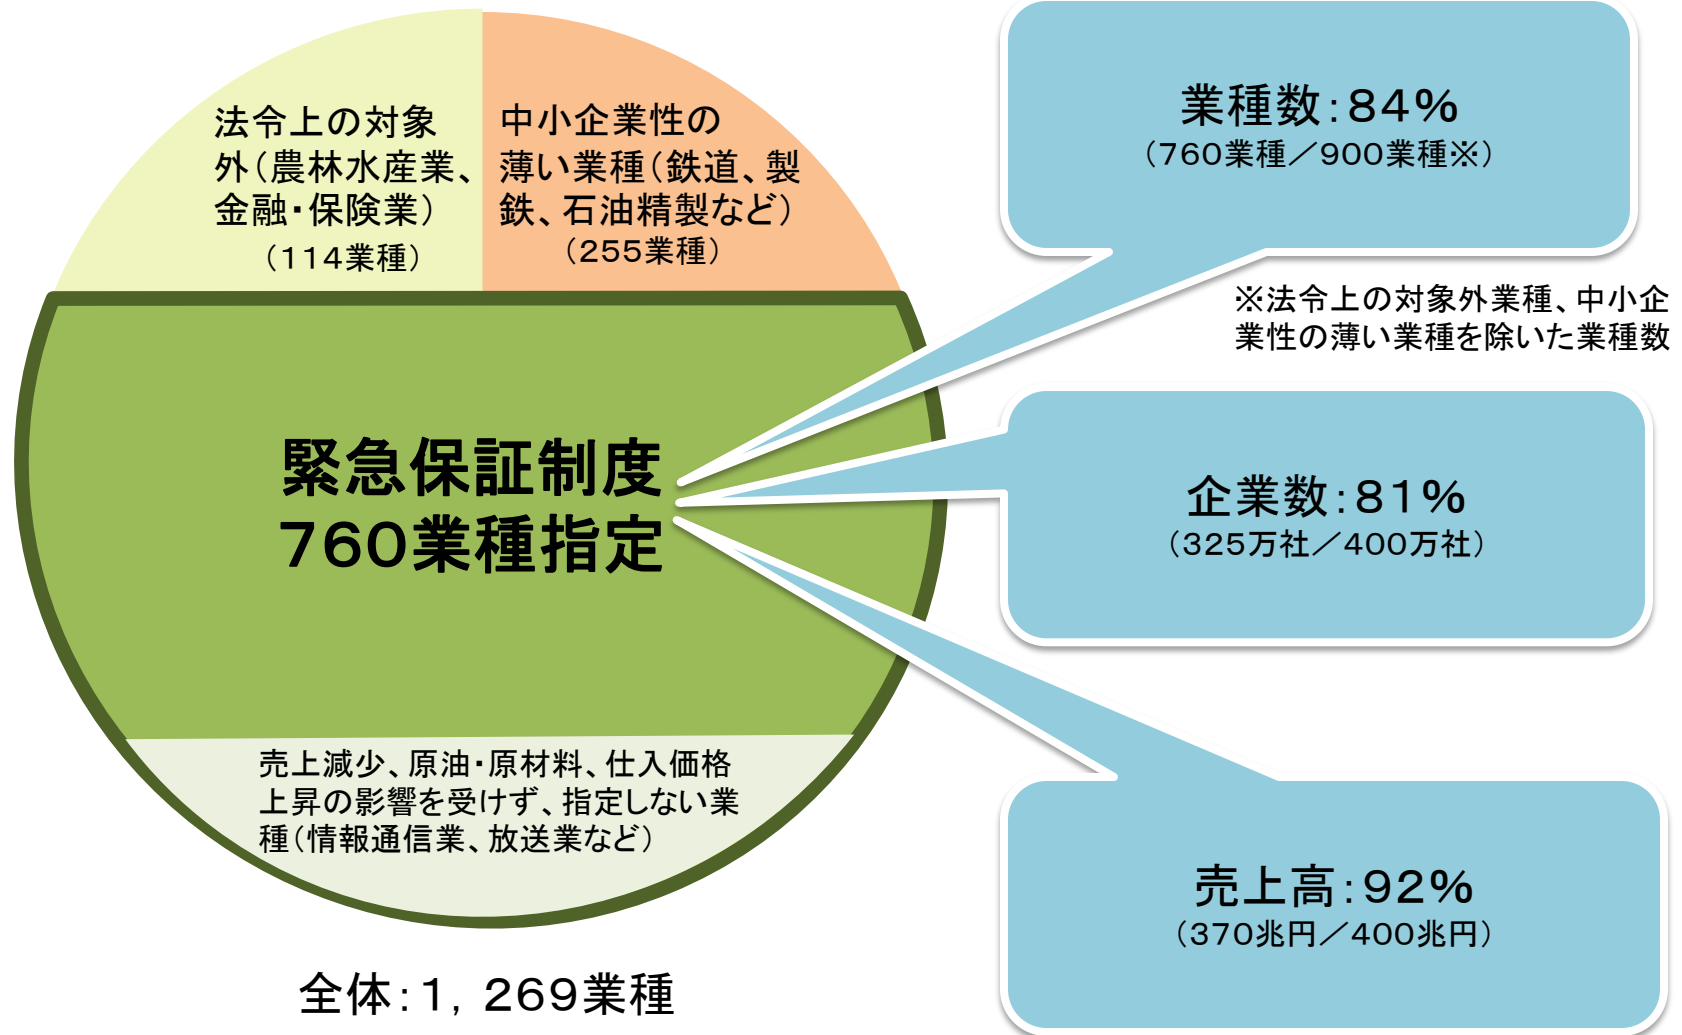 法令上の対象
外（農林水産業、
金融・保険業）
（１１４業種）
中小企業性の
薄い業種（鉄道、製
鉄、石油精製など）
（２５５業種）
緊急保証制度
７６０業種指定
売上減少、原油・原材料、仕入価格
上昇の影響を受けず、指定しない業
種（情報通信業、放送業など）
全体：１，２６９業種
業種数：８４％
（７６０業種／９００業種※）
※法令上の対象外業種、中小企
業性の薄い業種を除いた業種数
企業数：８１％
（３２５万社／４００万社）
売上高：９２％
（３７０兆円／４００兆円）